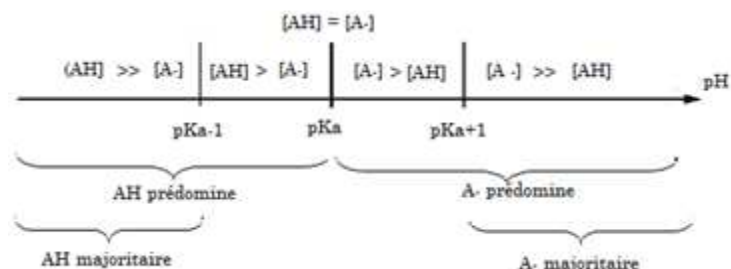 [AH] = [A-]
(AH] >> [A-] [AH] > [A-] [A-] > [AH] [A -] >> [AH]
pH
pKa-1 pKa pKa+1
AH prédomine A- prédomine
AH majoritaire A- majoritaire